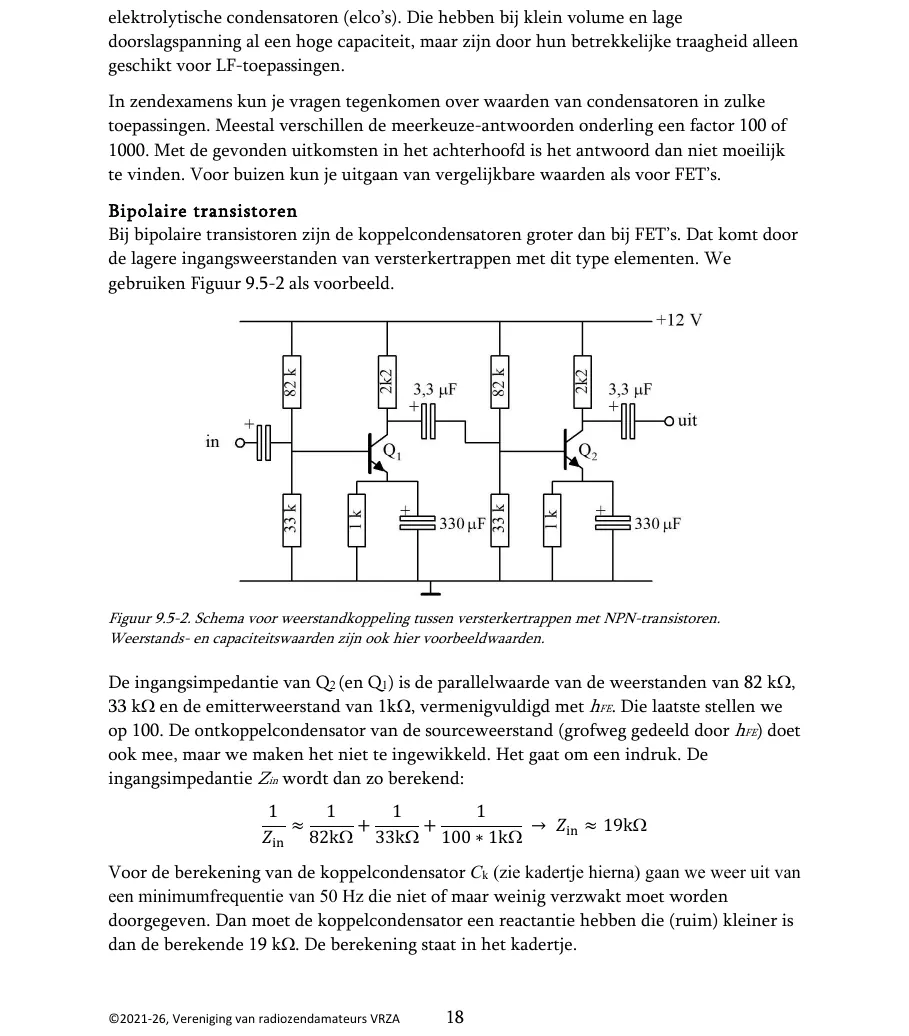 elektrolytische condensatoren (elco's). Die hebben bij klein volume en lage
doorslagspanning al een hoge capaciteit, maar zijn door hun betrekkelijke traagheid alleen
geschikt voor LF-toepassingen.
In zendexamens kun je vragen tegenkomen over waarden van condensatoren in zulke
toepassingen. Meestal verschillen de meerkeuze-antwoorden onderling een factor 100 of
1000. Met de gevonden uitkomsten in het achterhoofd is het antwoord dan niet moeilijk
te vinden. Voor buizen kun je uitgaan van vergelijkbare waarden als voor FET's.
Bipolaire transistoren
Bij bipolaire transistoren zijn de koppelcondensatoren groter dan bij FET's. Dat komt door
de lagere ingangsweerstanden van versterkertrappen met dit type elementen. We
gebruiken Figuur 9.5-2 als voorbeeld.
+12 V
82 k
2k2
3,3 µF
82 k
2k2
3,3 µF
+
+
+
in
uit
Q1
Q2
33 k
1 k
+
330 µF
33 k
1 k
+
330 µF
Figuur 9.5-2. Schema voor weerstandkoppeling tussen versterkertrappen met NPN-transistoren.
Weerstands- en capaciteitswaarden zijn ook hier voorbeeldwaarden.
De ingangsimpedantie van Q2 (en Q1) is de parallelwaarde van de weerstanden van 82 kΩ,
33 kΩ en de emitterweerstand van 1kΩ, vermenigvuldigd met hFE. Die laatste stellen we
op 100. De ontkoppelcondensator van de sourceweerstand (grofweg gedeeld door hFE) doet
ook mee, maar we maken het niet te ingewikkeld. Het gaat om een indruk. De
ingangsimpedantie Zin wordt dan zo berekend:
1/Zin ≈ 1/82kΩ + 1/33kΩ + 1/100 * 1kΩ → Zin ≈ 19kΩ
Voor de berekening van de koppelcondensator Ck (zie kadertje hierna) gaan we weer uit van
een minimumfrequentie van 50 Hz die niet of maar weinig verzwakt moet worden
doorgegeven. Dan moet de koppelcondensator een reactantie hebben die (ruim) kleiner is
dan de berekende 19 kΩ. De berekening staat in het kadertje.
©2021-26, Vereniging van radiozendamateurs VRZA 18